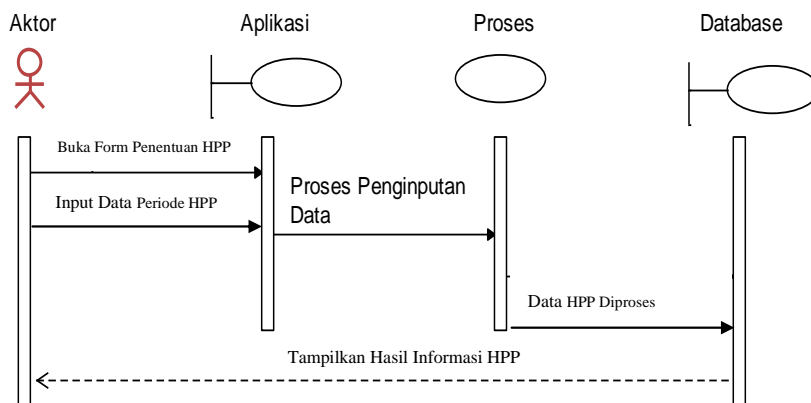 Aktor
Aplikasi
Proses
Database
Buka Form Penentuan HPP
Input Data Periode HPP
Proses Penginputan
Data
Data HPP Diproses
Tampilkan Hasil Informasi HPP